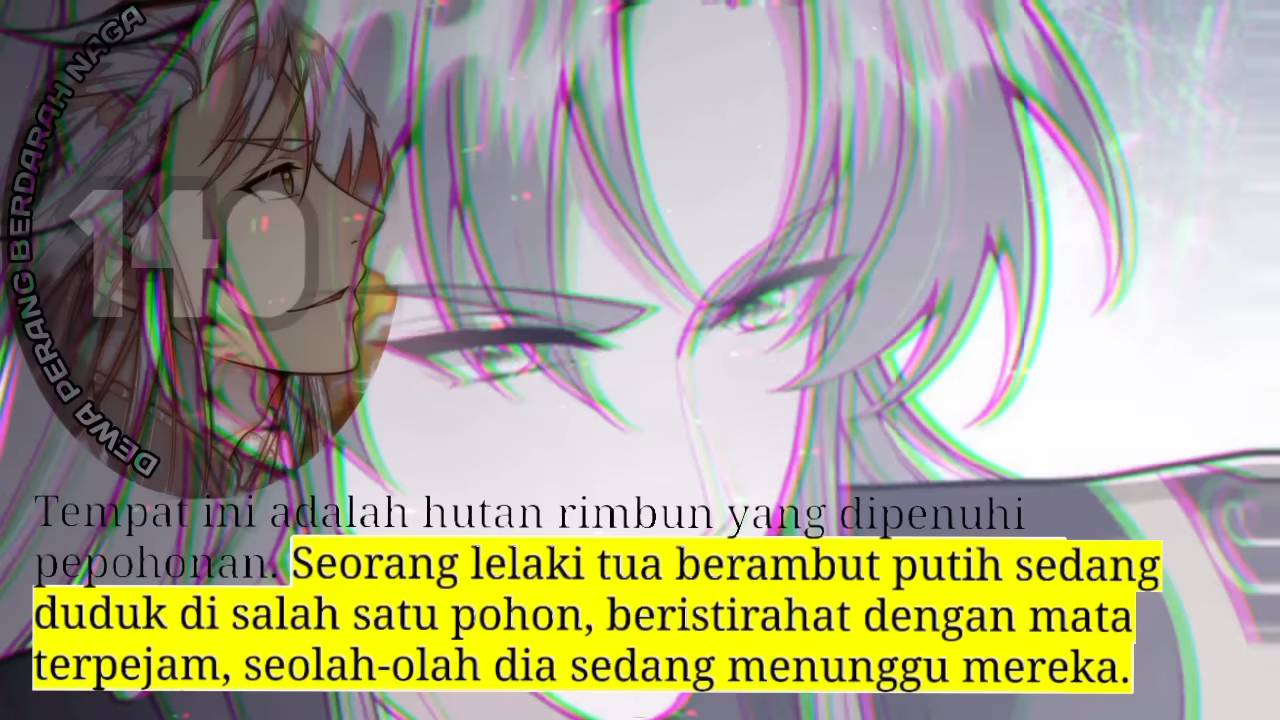 DEWA PERANG BERDARAH NAGA
140
Tempat ini adalah hutan rimbun yang dipenuhi
pepohonan. Seorang lelaki tua berambut putih sedang
duduk di salah satu pohon, beristirahat dengan mata
terpejam, seolah-olah dia sedang menunggu mereka.